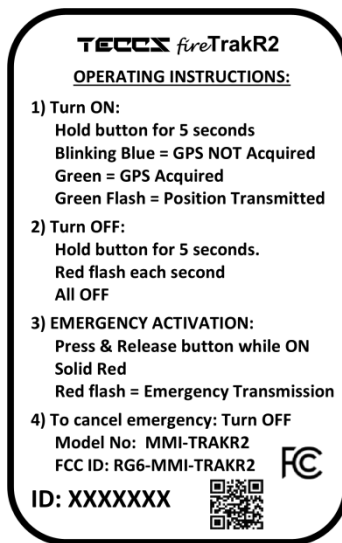 TECCS fireTrakR2
OPERATING INSTRUCTIONS:
1) Turn ON:
Hold button for 5 seconds
Blinking Blue = GPS NOT Acquired
Green = GPS Acquired
Green Flash = Position Transmitted
2) Turn OFF:
Hold button for 5 seconds.
Red flash each second
All OFF
3) EMERGENCY ACTIVATION:
Press & Release button while ON
Solid Red
Red flash = Emergency Transmission
4) To cancel emergency: Turn OFF
Model No: MMI-TRAKR2
FCC ID: RG6-MMI-TRAKR2
FC
ID: XXXXXXX